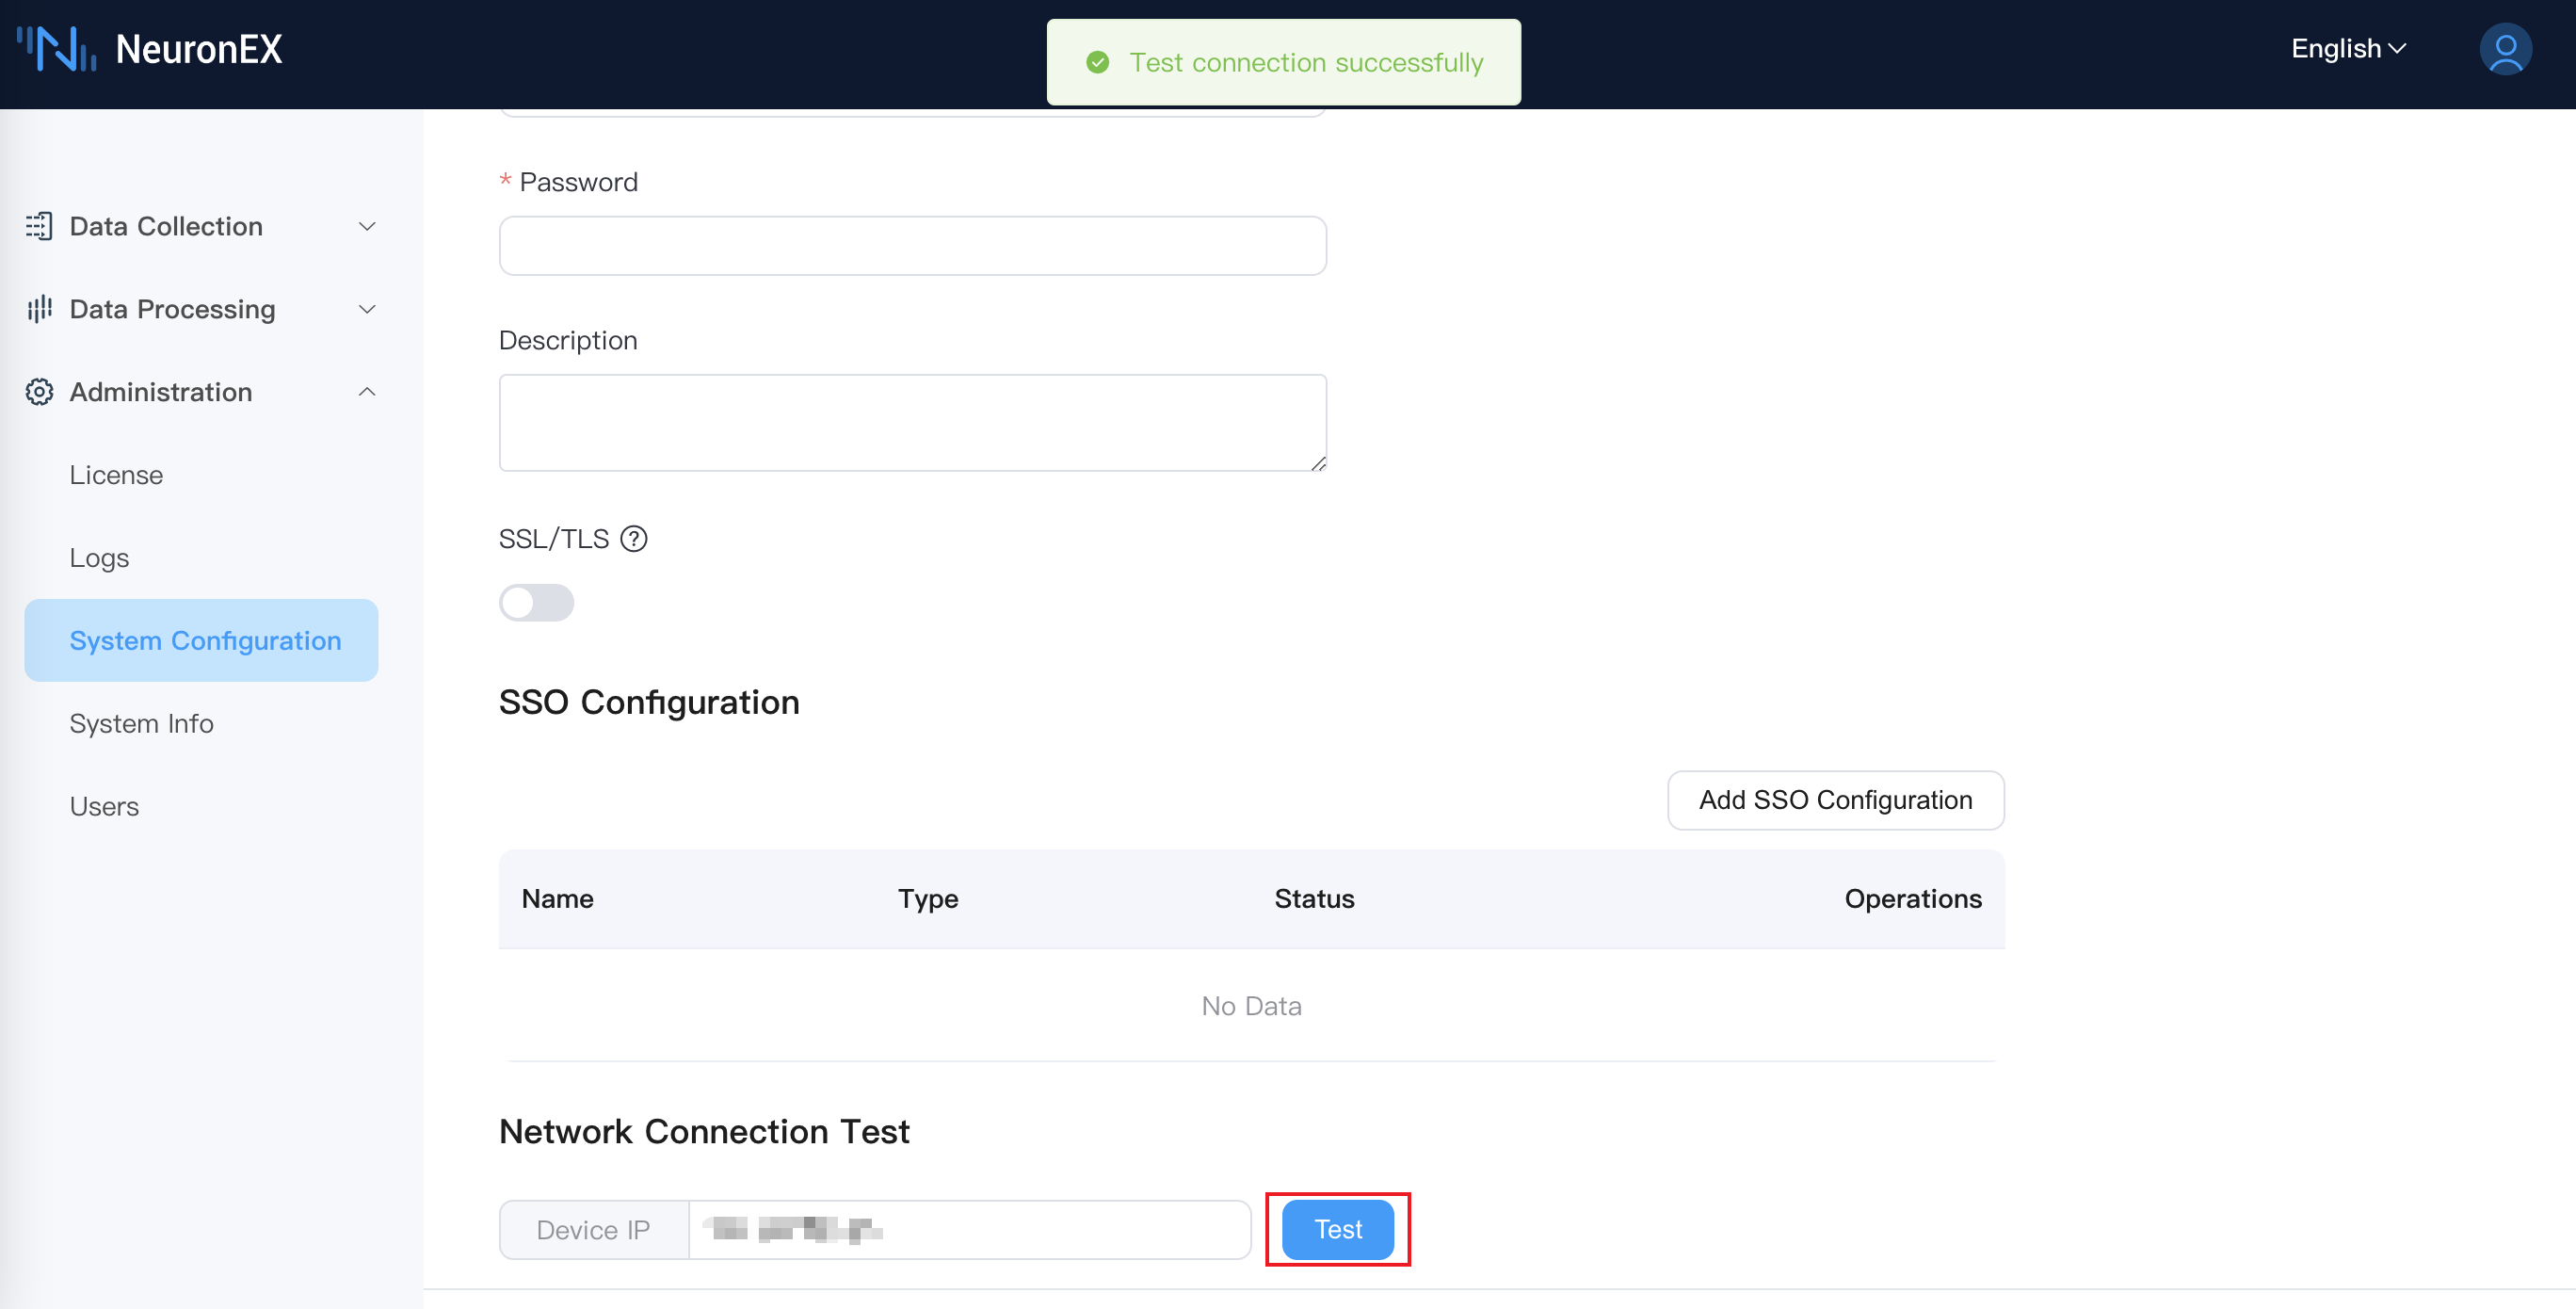 NeuronEX
Test connection successfully
English
Data Collection
Data Processing
Administration
License
Logs
System Configuration
System Info
Users
* Password
Description
SSL/TLS
SSO Configuration
Add SSO Configuration
Name Type Status Operations
No Data
Network Connection Test
Device IP
Test